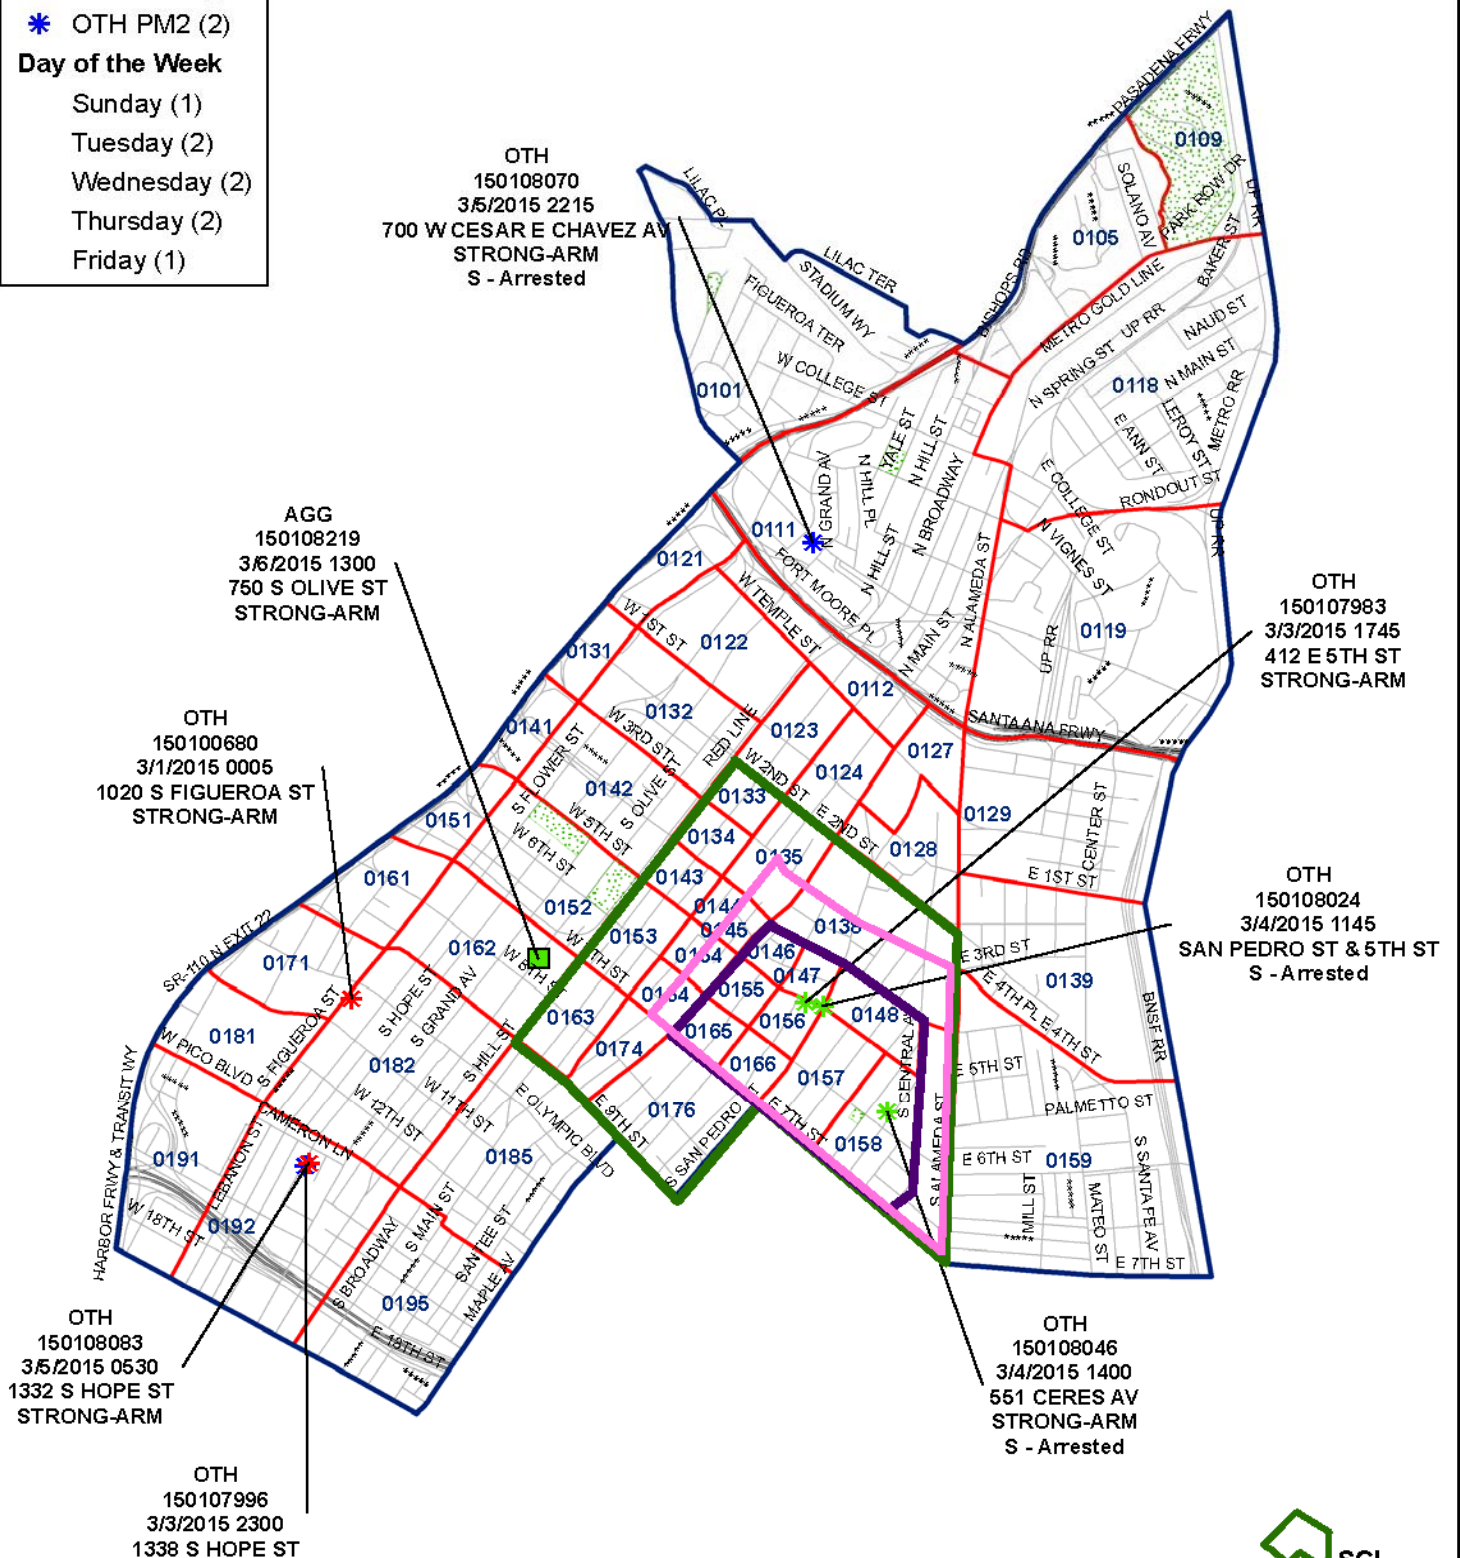 OTH PM2 (2)
Day of the Week
Sunday (1)
Tuesday (2)
Wednesday (2)
Thursday (2)
Friday (1)
OTH
150108070
3/5/2015 2215
700 W CESAR E CHAVEZ AV
STRONG-ARM
S - Arrested
AGG
150108219
3/6/2015 1300
750 S OLIVE ST
STRONG-ARM
OTH
150100680
3/1/2015 0005
1020 S FIGUEROA ST
STRONG-ARM
OTH
150107983
3/3/2015 1745
412 E 5TH ST
STRONG-ARM
OTH
150108024
3/4/2015 1145
SAN PEDRO ST & 5TH ST
S - Arrested
OTH
150108083
3/5/2015 0530
1332 S HOPE ST
STRONG-ARM
OTH
150107996
3/3/2015 2300
1338 S HOPE ST
OTH
150108046
3/4/2015 1400
551 CERES AV
STRONG-ARM
S - Arrested
*****PASADENA FRWY
*****
0109
SOLANO AV
PARK ROW DR
UP RR
*****
*****
0105
BAKER ST
LILAC PL
LILAC TER
STADIUM WY
FIGUEROA TER
BISHOPS RD
METRO GOLD LINE
UP RR
N SPRING ST
NAUD ST
N MAIN ST
0118
*****
METRO RR
LEROY ST
E ANN ST
W COLLEGE ST
*****
*****
*****
*****
0101
YALE ST
N HILL ST
N BROADWAY
N GRAND AV
N HILL PL
N HILL ST
E COLLEGE ST
RONDOUT ST
UP RR
N VIGNES ST
*****
0111
FORT MOORE PL
*****
N MAIN ST
*****
N ALAMEDA ST
*****
0119
UP RR
*****
*****
0121
W TEMPLE ST
W 1ST ST
0122
0131
*****
0112
*****
SANTA ANA FRWY
*****
0141
*****
W 3RD ST
0132
RED LINE
0123
0127
W 2ND ST
0124
S FLOWER ST
*****
0142
S OLIVE ST
0133
E 2ND ST
0129
CENTER ST
*****
0151
W 5TH ST
W 6TH ST
0134
0135
0128
E 1ST ST
0161
0143
0144
0152
0145
0138
SR-110 N EXIT 22
0162
W 8TH ST
W 7TH ST
0153
0154
0146
E 3RD ST
0171
0147
0139
E 4TH PL
E 4TH ST
BNSF RR
S HOPE ST
S GRAND AV
0164
0155
0156
0148
0181
S FIGUEROA ST
0163
0165
S HILL ST
0174
0166
0157
S CENTRAL AV
E 5TH ST
*****
W PICO BLVD
0182
W 11TH ST
W 12TH ST
E OLYMPIC BLVD
E 9TH ST
0176
S SAN PEDRO
E 7TH ST
0158
S ALAMEDA ST
PALMETTO ST
HARBOR FRWY & TRANSIT WY
*****
*****
*****
CAMERON LN
*****
0191
LEBANON ST
0185
E 6TH ST
0159
S SANTA FE AV
MILL ST
*****
MATEO ST
*****
E 7TH ST
W 18TH ST
0192
S MAIN ST
SANTEE ST
*****
MAPLE AV
S BROADWAY
*****
0195
E 18TH ST
*****
*****